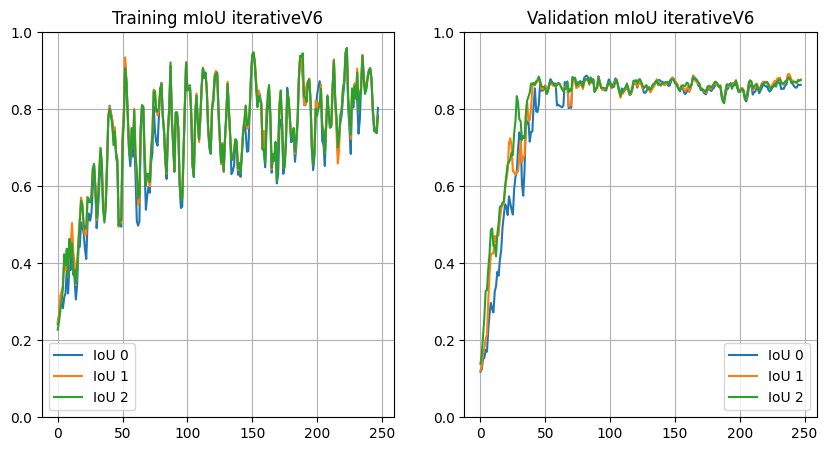 Training mIoU iterativeV6
1.0
0.8
0.6
0.4
0.2
0.0
0 50 100 150 200 250
IoU 0
IoU 1
IoU 2
Validation mIoU iterativeV6
1.0
0.8
0.6
0.4
0.2
0.0
0 50 100 150 200 250
IoU 0
IoU 1
IoU 2